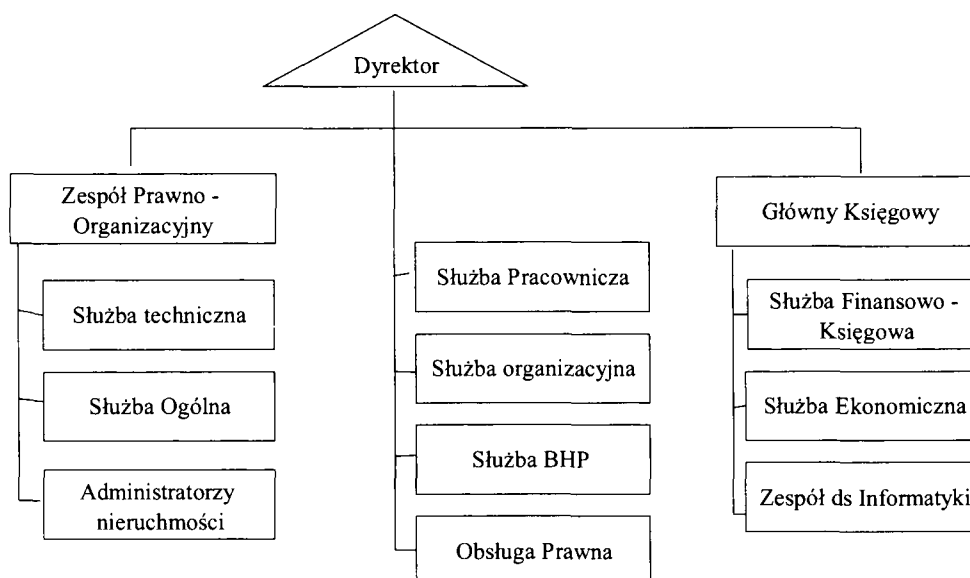 Dyrektor
Zespół Prawno -
Organizacyjny
Służba techniczna
Służba Ogólna
Administratorzy
nieruchmości
Służba Pracownicza
Służba organizacyjna
Służba BHP
Obsługa Prawna
Główny Księgowy
Służba Finansowo -
Księgowa
Służba Ekonomiczna
Zespół ds Informatyki